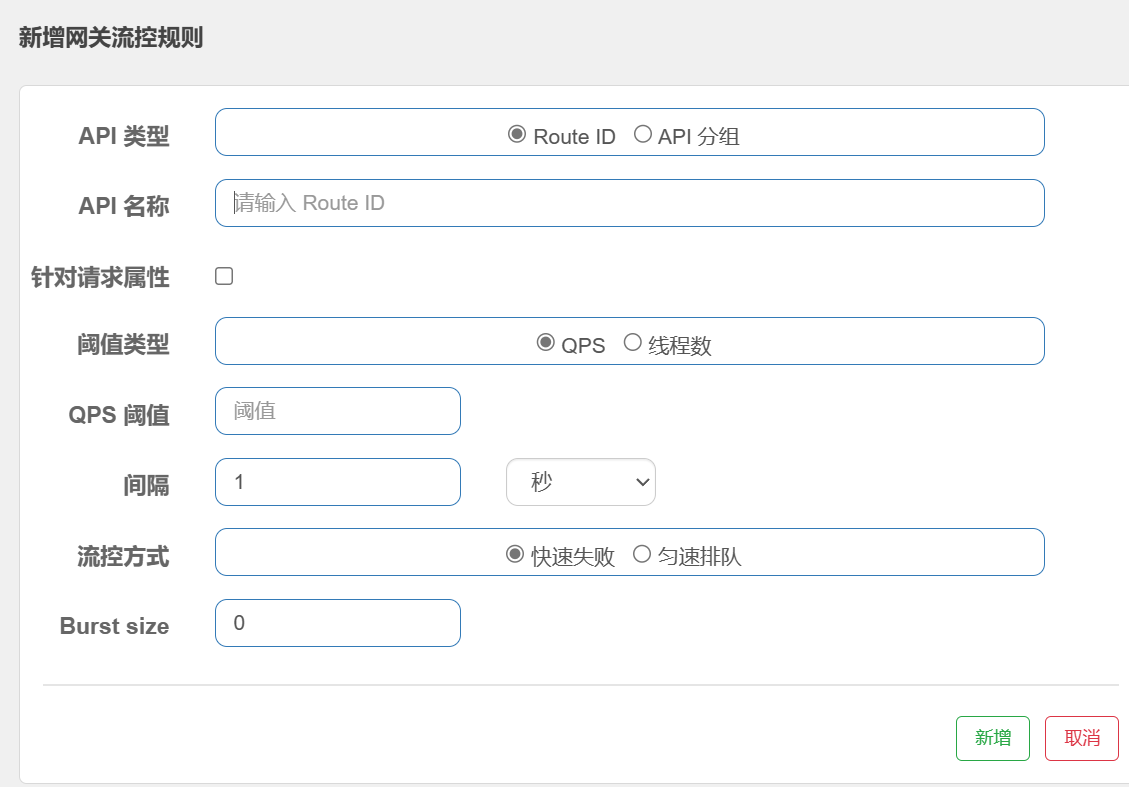 新增网关流控规则
API 类型 Route ID API 分组
API 名称 请输入 Route ID
针对请求属性
阈值类型 QPS 线程数
QPS 阈值 阈值
间隔 1 秒
流控方式 快速失败 匀速排队
Burst size 0
新增 取消